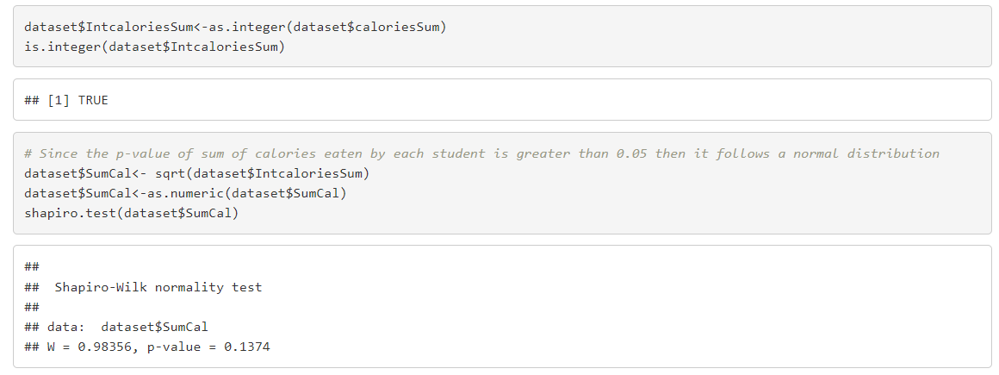 dataset$IntcaloriesSum<-as.integer(dataset$caloriesSum)
is.integer(dataset$IntcaloriesSum)
## [1] TRUE
# Since the p-value of sum of calories eaten by each student is greater than 0.05 then it follows a normal distribution
dataset$SumCal<- sqrt(dataset$IntcaloriesSum)
dataset$SumCal<-as.numeric(dataset$SumCal)
shapiro.test(dataset$SumCal)
##
##  Shapiro-Wilk normality test
##
## data:  dataset$SumCal
## W = 0.98356, p-value = 0.1374